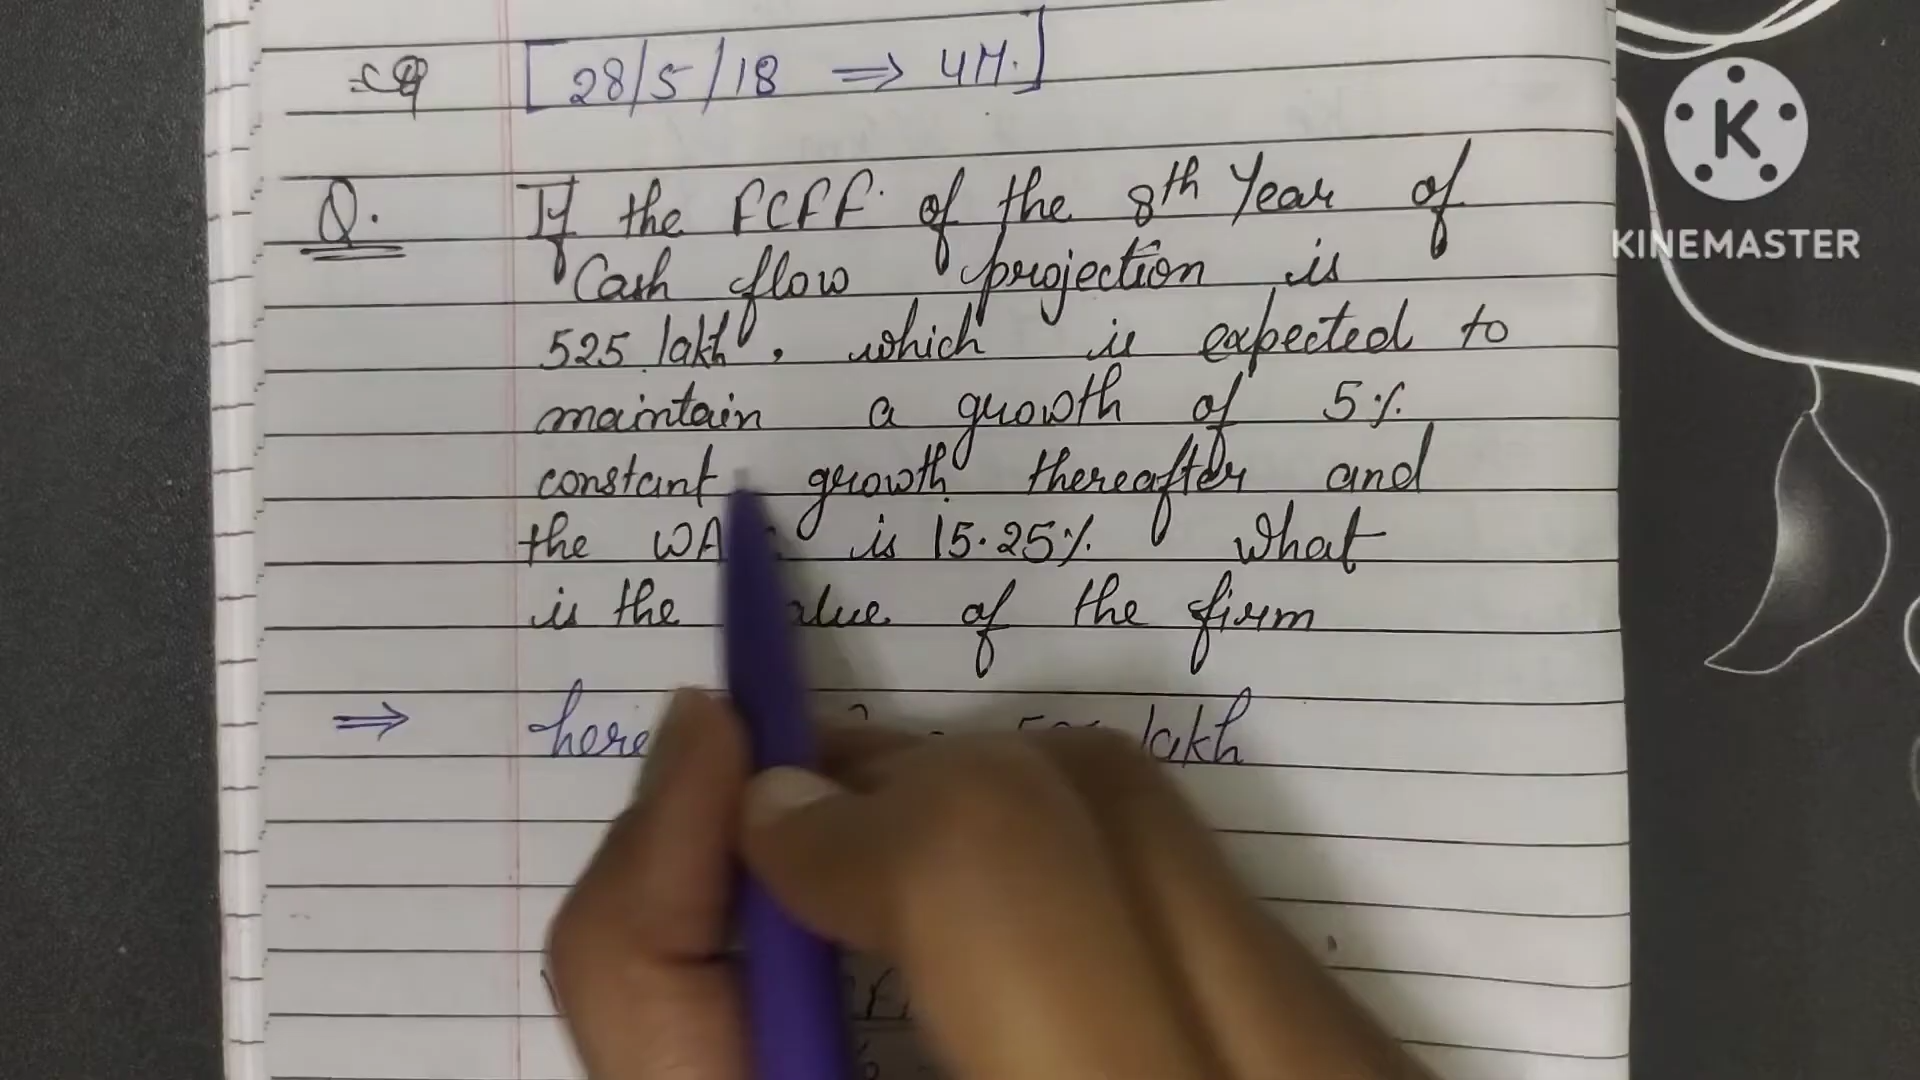 [28/5/18 ⇒ 4M.]
K
Q. If the FCFF of the 8th Year of
KINEMASTER
Cash flow projection is
525 lakh, which is expected to
maintain a growth of 5%
constant growth thereafter and
the is 15.25% What
is the of the firm
⇒ here lakh